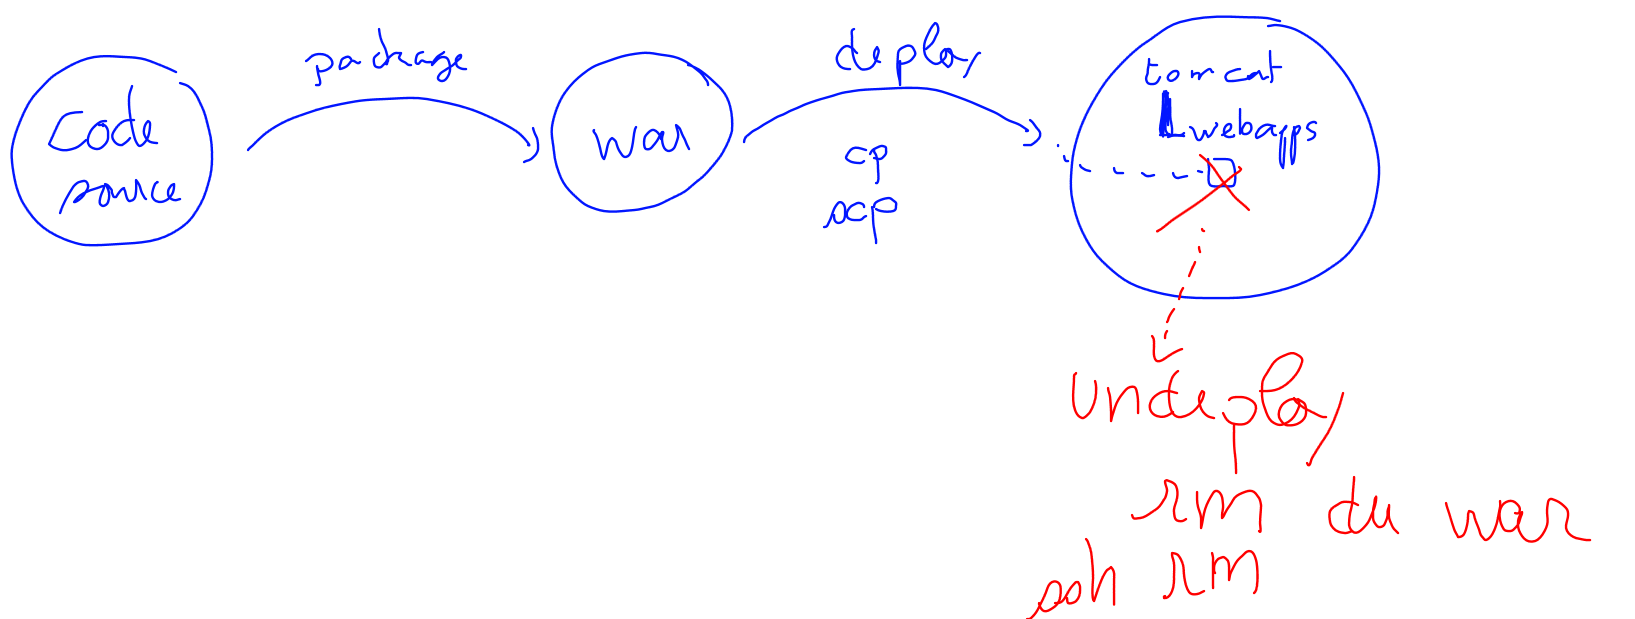 code
source
package
war
deploy
cp
scp
tomcat
webapps
undeploy
rm du war
ssh rm